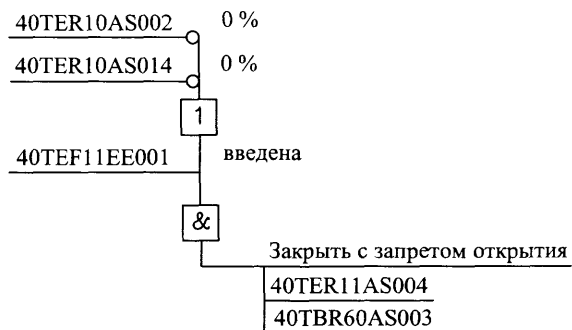 40TER10AS002 0 %
40TER10AS014 0 %
1
40TEF11EE001 введена
&
Закрыть с запретом открытия
40TER11AS004
40TBR60AS003